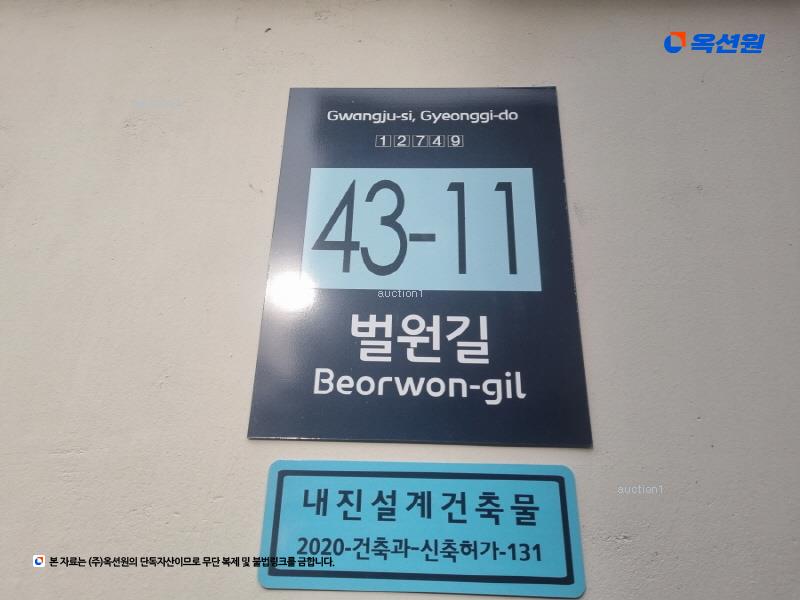 옥션원
Gwangju-si, Gyeonggi-do
12749
43-11
auction1
벌원길
Beorwon-gil
auction1
내진설계건축물
2020-건축과-신축허가-131
본 자료는 (주)옥션원의 단독자산이므로 무단 복제 및 불법링크를 금합니다.